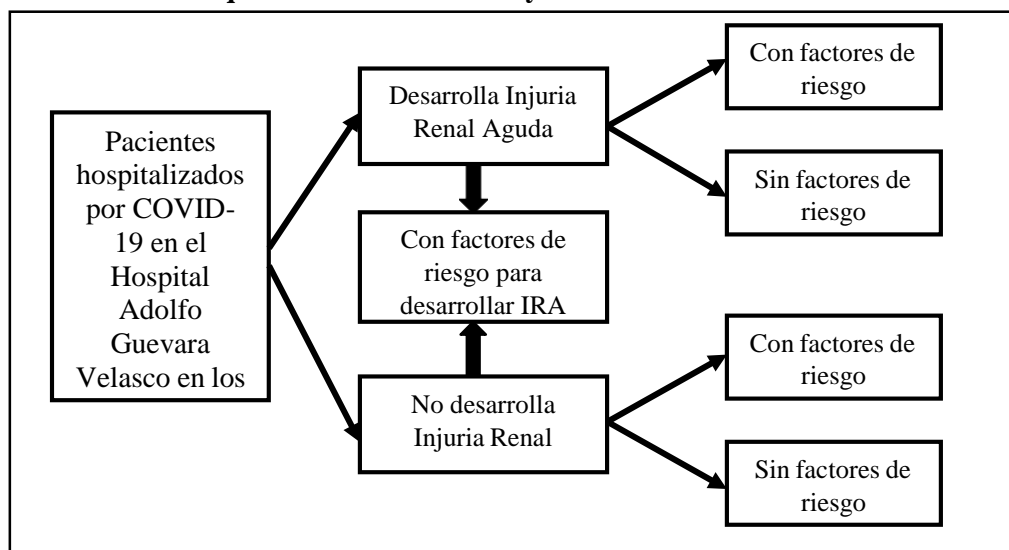 Pacientes
hospitalizados
por COVID-
19 en el
Hospital
Adolfo
Guevara
Velasco en los
Desarrolla Injuria
Renal Aguda
Con factores de
riesgo para
desarrollar IRA
No desarrolla
Injuria Renal
Con factores de
riesgo
Sin factores de
riesgo
Con factores de
riesgo
Sin factores de
riesgo